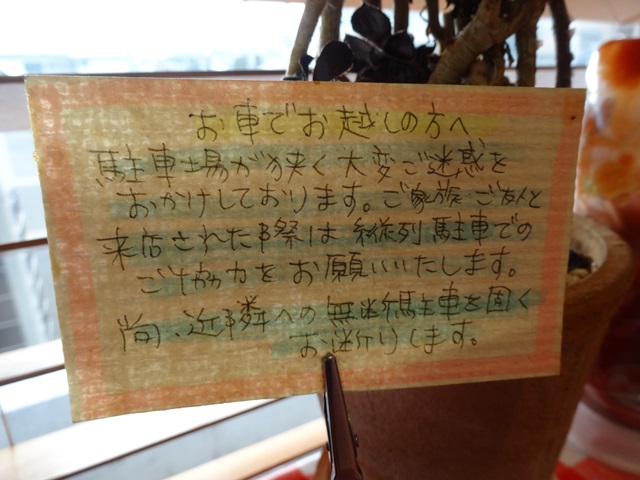 お車でお越しの方へ
駐車場が狭く大変ご迷惑を
おかけしております。ご家族・ご友人と
来店された際は縦列駐車での
ご協力をお願いいたします。
尚、近隣への無断駐車を固く
お断りします。